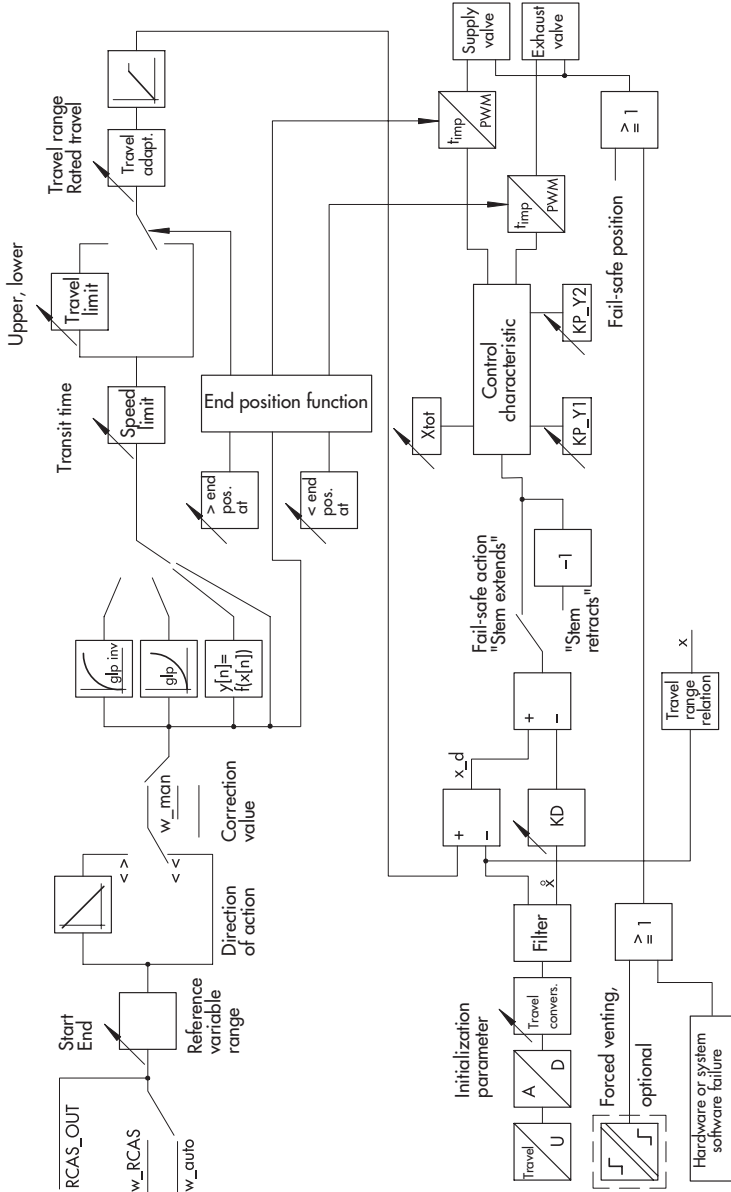 RCAS_OUT
w_RCAS
w_auto
Start
End
Reference
variable
range
Direction
of action
< >
< <
w_man
Correction
value
glp inv
glp
y[n]=
f(x[n])
Transit time
Speed
limit
Upper, lower
Travel
limit
Travel range
Rated travel
Travel
adapt.
> end
pos.
at
< end
pos.
at
End position function
Initialization
parameter
Travel
U
A
D
Travel
convers.
Filter
x̊
+
–
x_d
KD
+
–
Fail-safe action
"Stem extends"
"Stem
retracts"
–1
Xtot
Control
characteristic
KP_Y1
KP_Y2
timp
PWM
timp
PWM
Supply
valve
Exhaust
valve
Forced venting,
optional
Hardware or system
software failure
> = 1
Travel
range
relation
x
Fail-safe position
> = 1